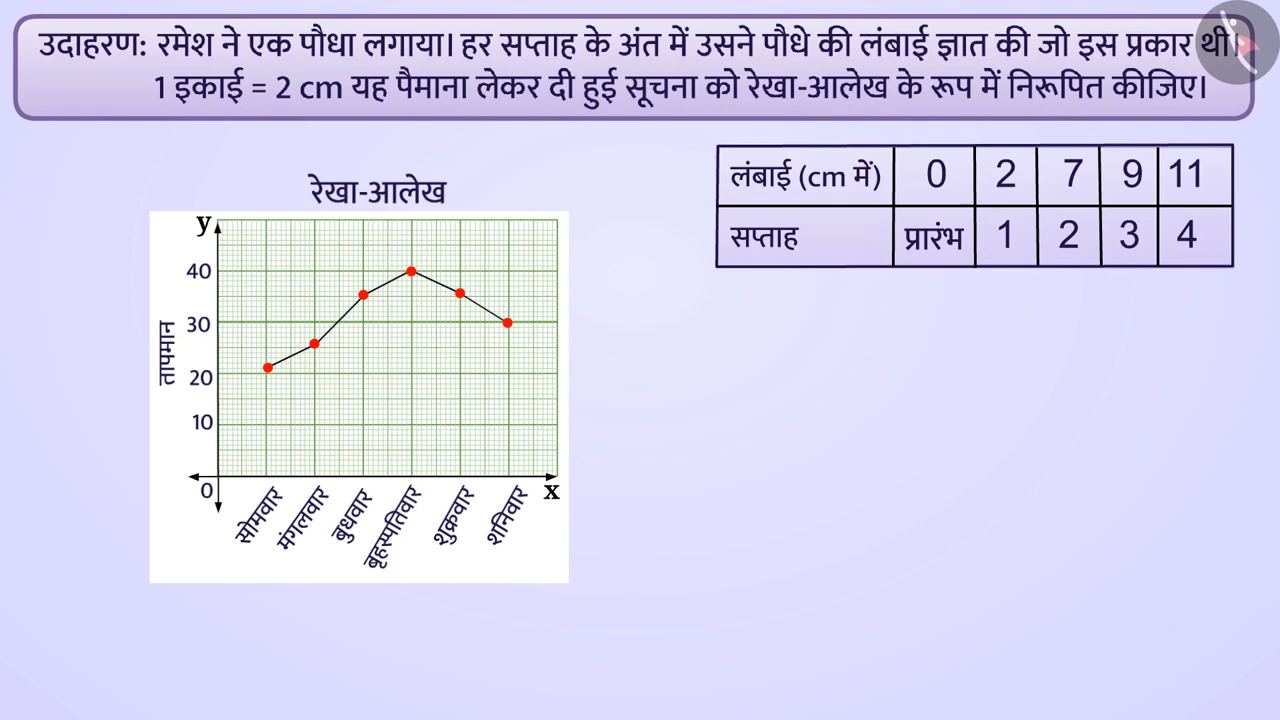 उदाहरण: रमेश ने एक पौधा लगाया। हर सप्ताह के अंत में उसने पौधे की लंबाई ज्ञात की जो इस प्रकार थी।
1 इकाई = 2 cm यह पैमाना लेकर दी हुई सूचना को रेखा-आलेख के रूप में निरूपित कीजिए।
लंबाई (cm में) 0 2 7 9 11
सप्ताह प्रारंभ 1 2 3 4
रेखा-आलेख
y
40
30
तापमान
20
10
0
x
सोमवार मंगलवार बुधवार बृहस्पतिवार शुक्रवार शनिवार